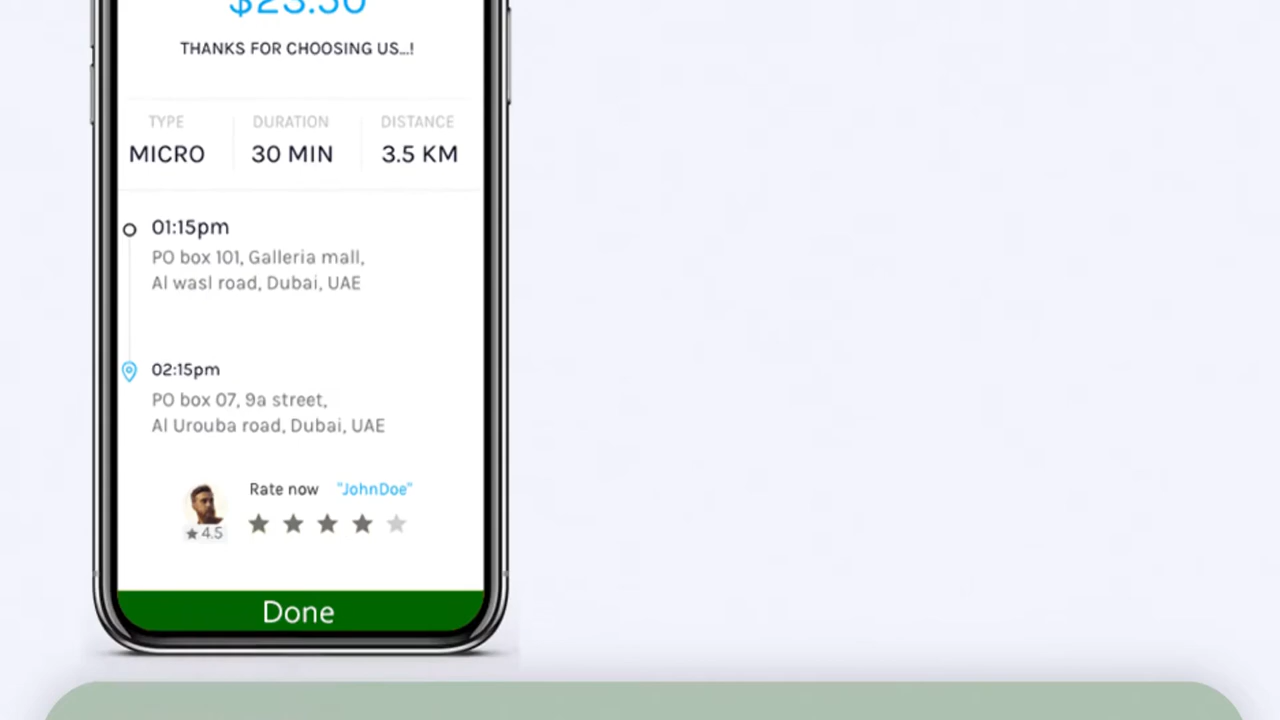 $23.50
THANKS FOR CHOOSING US...!
TYPE DURATION DISTANCE
MICRO 30 MIN 3.5 KM
01:15pm
PO box 101, Galleria mall,
Al wasl road, Dubai, UAE
02:15pm
PO box 07, 9a street,
Al Urouba road, Dubai, UAE
Rate now "JohnDoe"
4.5
Done